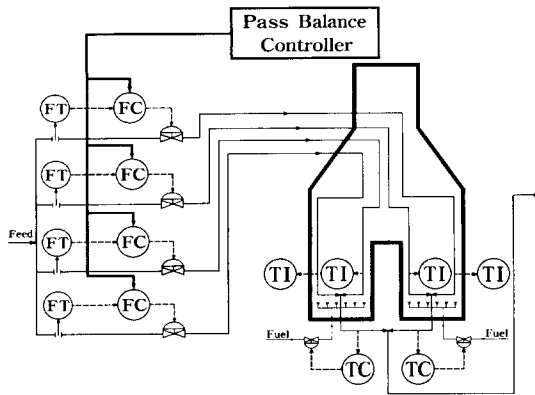 Pass Balance
Controller
FT
FC
FT
FC
Feed
FT
FC
FT
FC
TI
TI
TI
TI
Fuel
Fuel
TC
TC